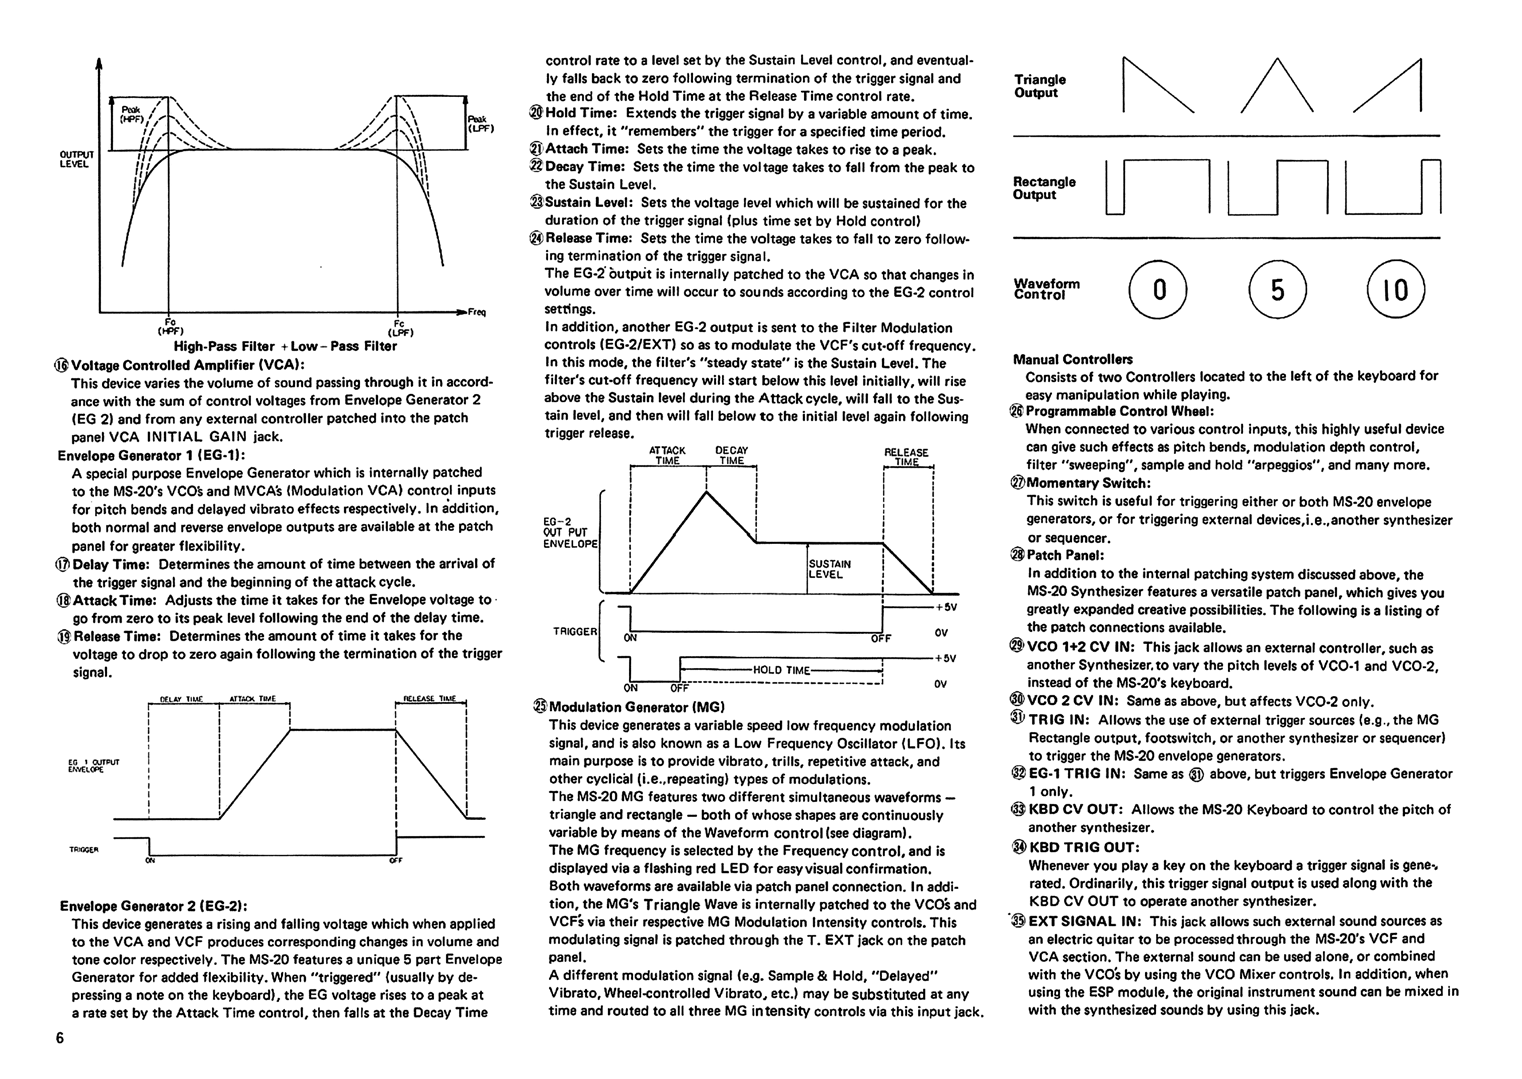 Peak
(HPF)
Peak
(LPF)
OUTPUT
LEVEL
Freq
Fc
(HPF)
Fc
(LPF)
High-Pass Filter + Low - Pass Filter
⑯ Voltage Controlled Amplifier (VCA):
This device varies the volume of sound passing through it in accord-
ance with the sum of control voltages from Envelope Generator 2
(EG 2) and from any external controller patched into the patch
panel VCA INITIAL GAIN jack.
Envelope Generator 1 (EG-1):
A special purpose Envelope Generator which is internally patched
to the MS-20's VCO's and MVCA's (Modulation VCA) control inputs
for pitch bends and delayed vibrato effects respectively. In addition,
both normal and reverse envelope outputs are available at the patch
panel for greater flexibility.
⑰ Delay Time: Determines the amount of time between the arrival of
the trigger signal and the beginning of the attack cycle.
⑱ Attack Time: Adjusts the time it takes for the Envelope voltage to
go from zero to its peak level following the end of the delay time.
⑲ Release Time: Determines the amount of time it takes for the
voltage to drop to zero again following the termination of the trigger
signal.
DELAY TIME ATTACK TIME RELEASE TIME
EG 1 OUTPUT
ENVELOPE
TRIGGER
ON OFF
Envelope Generator 2 (EG-2):
This device generates a rising and falling voltage which when applied
to the VCA and VCF produces corresponding changes in volume and
tone color respectively. The MS-20 features a unique 5 part Envelope
Generator for added flexibility. When "triggered" (usually by de-
pressing a note on the keyboard), the EG voltage rises to a peak at
a rate set by the Attack Time control, then falls at the Decay Time
6
control rate to a level set by the Sustain Level control, and eventual-
ly falls back to zero following termination of the trigger signal and
the end of the Hold Time at the Release Time control rate.
⑳ Hold Time: Extends the trigger signal by a variable amount of time.
In effect, it "remembers" the trigger for a specified time period.
㉑ Attach Time: Sets the time the voltage takes to rise to a peak.
㉒ Decay Time: Sets the time the voltage takes to fall from the peak to
the Sustain Level.
㉓ Sustain Level: Sets the voltage level which will be sustained for the
duration of the trigger signal (plus time set by Hold control)
㉔ Release Time: Sets the time the voltage takes to fall to zero follow-
ing termination of the trigger signal.
The EG-2 output is internally patched to the VCA so that changes in
volume over time will occur to sounds according to the EG-2 control
settings.
In addition, another EG-2 output is sent to the Filter Modulation
controls (EG-2/EXT) so as to modulate the VCF's cut-off frequency.
In this mode, the filter's "steady state" is the Sustain Level. The
filter's cut-off frequency will start below this level initially, will rise
above the Sustain level during the Attack cycle, will fall to the Sus-
tain level, and then will fall below to the initial level again following
trigger release.
ATTACK
TIME
DECAY
TIME
RELEASE
TIME
EG-2
OUT PUT
ENVELOPE
SUSTAIN
LEVEL
TRIGGER
+5V
ON OFF 0V
+5V
HOLD TIME
ON OFF 0V
㉕ Modulation Generator (MG)
This device generates a variable speed low frequency modulation
signal, and is also known as a Low Frequency Oscillator (LFO). Its
main purpose is to provide vibrato, trills, repetitive attack, and
other cyclical (i.e.,repeating) types of modulations.
The MS-20 MG features two different simultaneous waveforms —
triangle and rectangle — both of whose shapes are continuously
variable by means of the Waveform control (see diagram).
The MG frequency is selected by the Frequency control, and is
displayed via a flashing red LED for easy visual confirmation.
Both waveforms are available via patch panel connection. In addi-
tion, the MG's Triangle Wave is internally patched to the VCO's and
VCF's via their respective MG Modulation Intensity controls. This
modulating signal is patched through the T. EXT jack on the patch
panel.
A different modulation signal (e.g. Sample & Hold, "Delayed"
Vibrato, Wheel-controlled Vibrato, etc.) may be substituted at any
time and routed to all three MG intensity controls via this input jack.
Triangle
Output
Rectangle
Output
Waveform
Control
0 5 10
Manual Controllers
Consists of two Controllers located to the left of the keyboard for
easy manipulation while playing.
㉖ Programmable Control Wheel:
When connected to various control inputs, this highly useful device
can give such effects as pitch bends, modulation depth control,
filter "sweeping", sample and hold "arpeggios", and many more.
㉗ Momentary Switch:
This switch is useful for triggering either or both MS-20 envelope
generators, or for triggering external devices,i.e.,another synthesizer
or sequencer.
㉘ Patch Panel:
In addition to the internal patching system discussed above, the
MS-20 Synthesizer features a versatile patch panel, which gives you
greatly expanded creative possibilities. The following is a listing of
the patch connections available.
㉙ VCO 1+2 CV IN: This jack allows an external controller, such as
another Synthesizer, to vary the pitch levels of VCO-1 and VCO-2,
instead of the MS-20's keyboard.
㉚ VCO 2 CV IN: Same as above, but affects VCO-2 only.
㉛ TRIG IN: Allows the use of external trigger sources (e.g., the MG
Rectangle output, footswitch, or another synthesizer or sequencer)
to trigger the MS-20 envelope generators.
㉜ EG-1 TRIG IN: Same as ㉛ above, but triggers Envelope Generator
1 only.
㉝ KBD CV OUT: Allows the MS-20 Keyboard to control the pitch of
another synthesizer.
㉞ KBD TRIG OUT:
Whenever you play a key on the keyboard a trigger signal is gene-
rated. Ordinarily, this trigger signal output is used along with the
KBD CV OUT to operate another synthesizer.
㉟ EXT SIGNAL IN: This jack allows such external sound sources as
an electric quitar to be processed through the MS-20's VCF and
VCA section. The external sound can be used alone, or combined
with the VCO's by using the VCO Mixer controls. In addition, when
using the ESP module, the original instrument sound can be mixed in
with the synthesized sounds by using this jack.